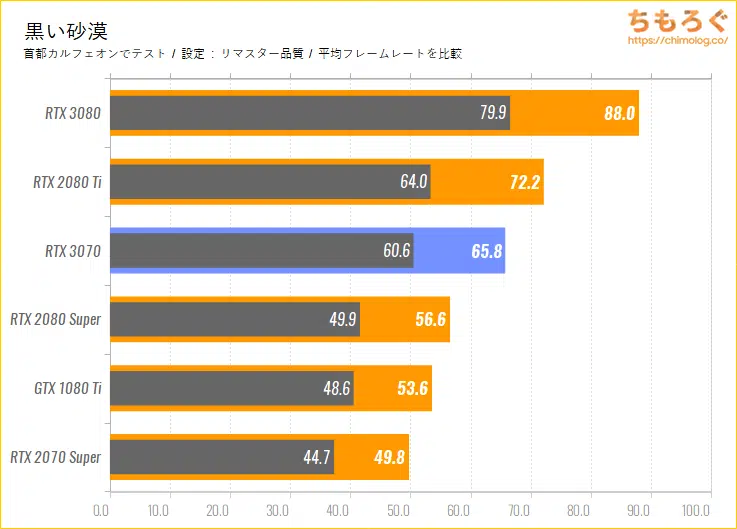 黒い砂漠
首都カルフェオンでテスト / 設定 : リマスター品質 / 平均フレームレートを比較
ちもろぐ
https://chimolog.co/
RTX 3080 79.9 88.0
RTX 2080 Ti 64.0 72.2
RTX 3070 60.6 65.8
RTX 2080 Super 49.9 56.6
GTX 1080 Ti 48.6 53.6
RTX 2070 Super 44.7 49.8
0.0 10.0 20.0 30.0 40.0 50.0 60.0 70.0 80.0 90.0 100.0